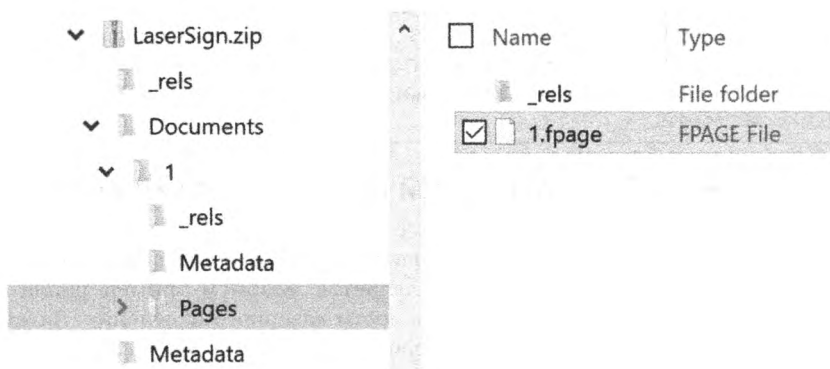 LaserSign.zip
_rels
Documents
1
_rels
Metadata
Pages
Metadata
Name Type
_rels File folder
1.fpage FPAGE File